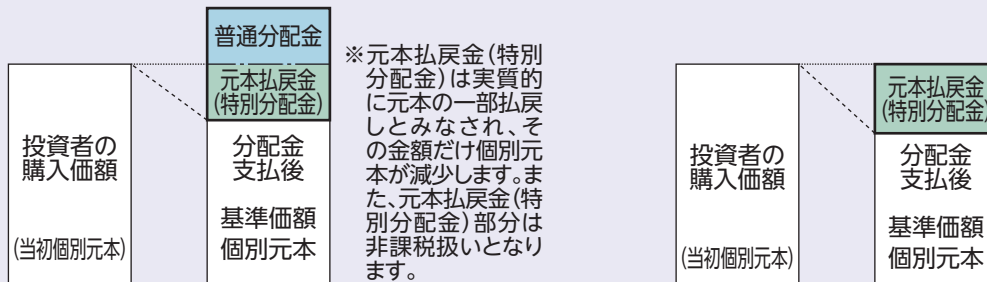 普通分配金
元本払戻金
(特別分配金)
投資者の
購入価額
(当初個別元本)
分配金
支払後
基準価額
個別元本
※元本払戻金(特別
分配金)は実質的
に元本の一部払戻
しとみなされ、そ
の金額だけ個別元
本が減少します。ま
た、元本払戻金(特
別分配金)部分は
非課税扱いとなり
ます。
投資者の
購入価額
(当初個別元本)
元本払戻金
(特別分配金)
分配金
支払後
基準価額
個別元本